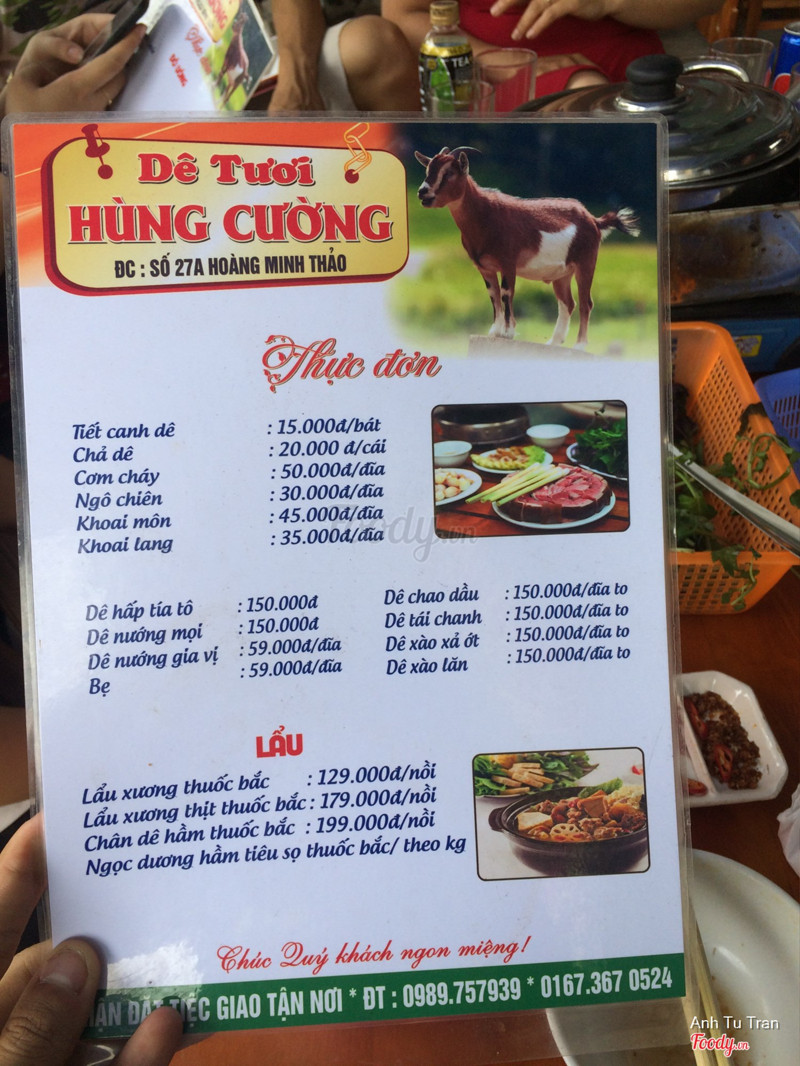 Dê Tươi
HÙNG CƯỜNG
ĐC : SỐ 27A HOÀNG MINH THẢO
Thực đơn
Tiết canh dê : 15.000đ/bát
Chả dê : 20.000 đ/cái
Cơm cháy : 50.000đ/đĩa
Ngô chiên : 30.000đ/đĩa
Khoai môn : 45.000đ/đĩa
Khoai lang : 35.000đ/đĩa
Foody.vn
Dê hấp tía tô : 150.000đ
Dê nướng mọi : 150.000đ
Dê nướng gia vị : 59.000đ/đĩa
Bẹ : 59.000đ/đĩa
Dê chao dầu : 150.000đ/đĩa to
Dê tái chanh : 150.000đ/đĩa to
Dê xào xả ớt : 150.000đ/đĩa to
Dê xào lăn : 150.000đ/đĩa to
LẨU
Lẩu xương thuốc bắc : 129.000đ/nồi
Lẩu xương thịt thuốc bắc : 179.000đ/nồi
Chân dê hầm thuốc bắc : 199.000đ/nồi
Ngọc dương hầm tiêu sọ thuốc bắc/ theo kg
Chúc Quý khách ngon miệng!
ĐẶT TIỆC GIAO TẬN NƠI * ĐT : 0989.757939 * 0167.367 0524
Anh Tu Tran
Foody.vn